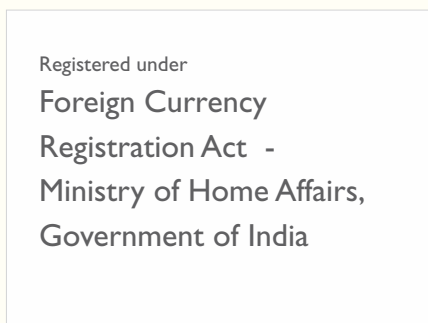 Registered under
Foreign Currency
Registration Act -
Ministry of Home Affairs,
Government of India